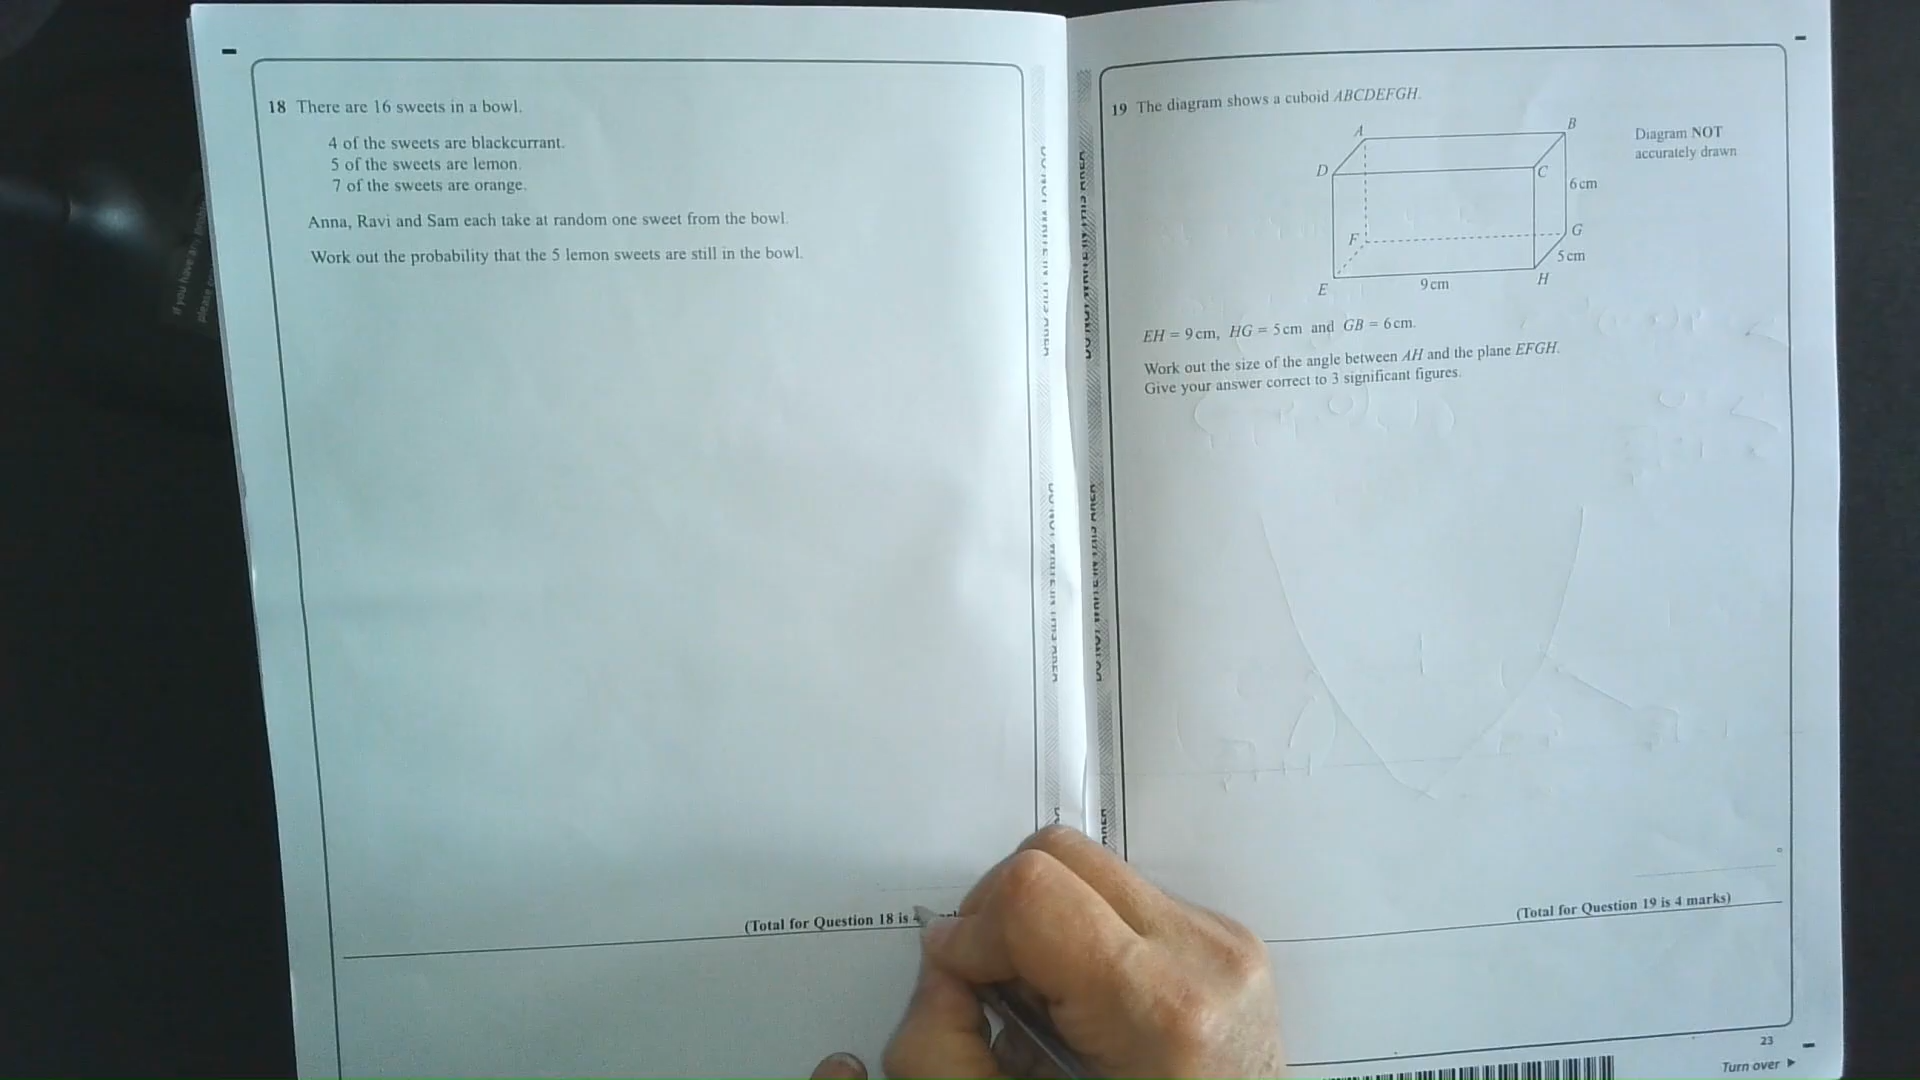 18 There are 16 sweets in a bowl.
4 of the sweets are blackcurrant.
5 of the sweets are lemon.
7 of the sweets are orange.
Anna, Ravi and Sam each take at random one sweet from the bowl.
Work out the probability that the 5 lemon sweets are still in the bowl.
(Total for Question 18 is 4
19 The diagram shows a cuboid ABCDEFGH.
Diagram NOT
accurately drawn
A
B
D
C
6 cm
F
G
5 cm
E
9 cm
H
EH = 9 cm, HG = 5 cm and GB = 6 cm.
Work out the size of the angle between AH and the plane EFGH.
Give your answer correct to 3 significant figures.
°
(Total for Question 19 is 4 marks)
23
Turn over